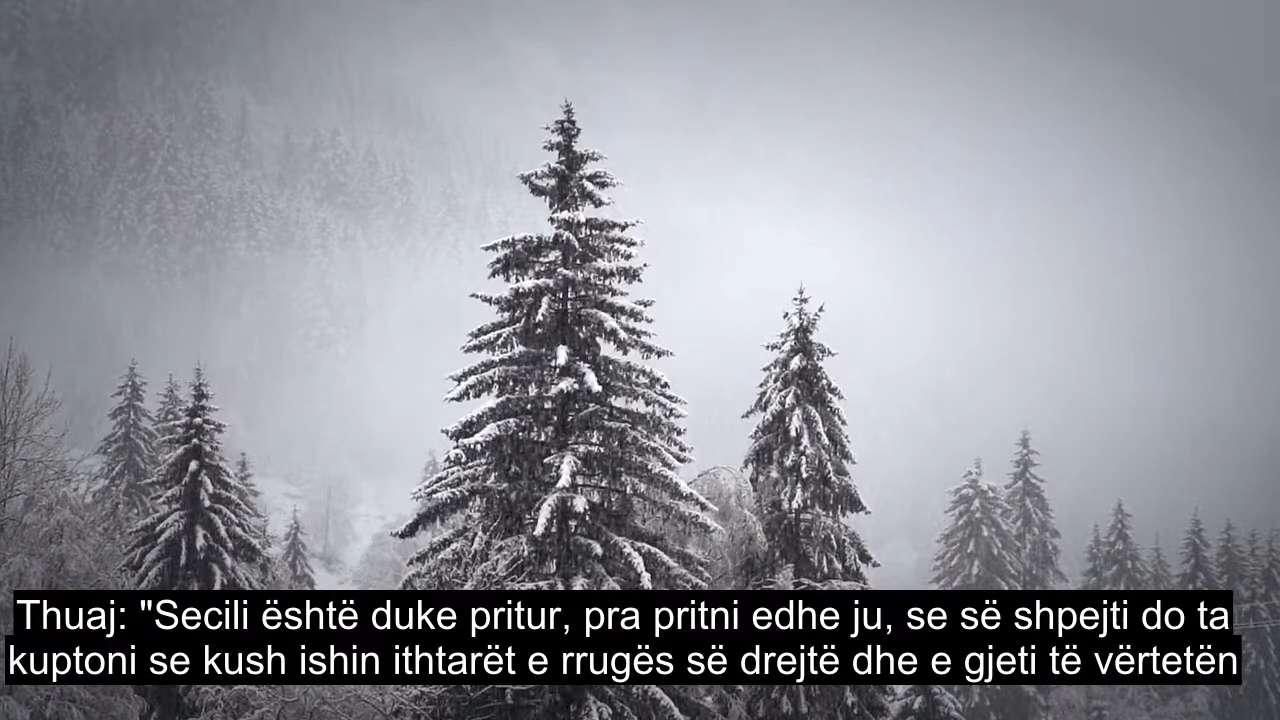 Thuaj: "Secili është duke pritur, pra pritni edhe ju, se së shpejti do ta
kuptoni se kush ishin ithtarët e rrugës së drejtë dhe e gjeti të vërtetën